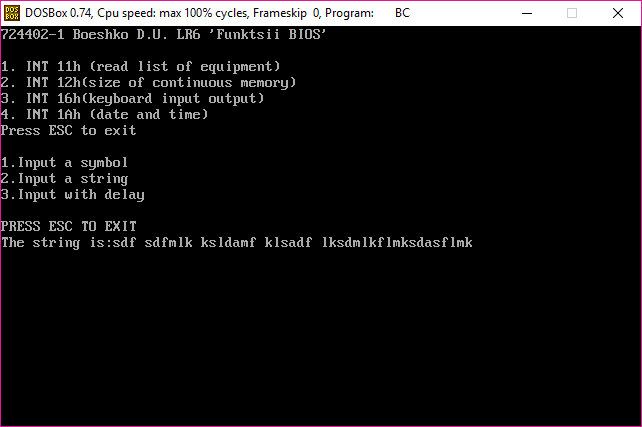 DOS
BOX
DOSBox 0.74, Cpu speed: max 100% cycles, Frameskip 0, Program: BC
724402-1 Boeshko D.U. LR6 'Funktsii BIOS'
1. INT 11h (read list of equipment)
2. INT 12h(size of continuous memory)
3. INT 16h(keyboard input output)
4. INT 1Ah (date and time)
Press ESC to exit
1.Input a symbol
2.Input a string
3.Input with delay
PRESS ESC TO EXIT
The string is:sdf sdfmlk ksldamf klsadf lksdmlkflmksdasflmk